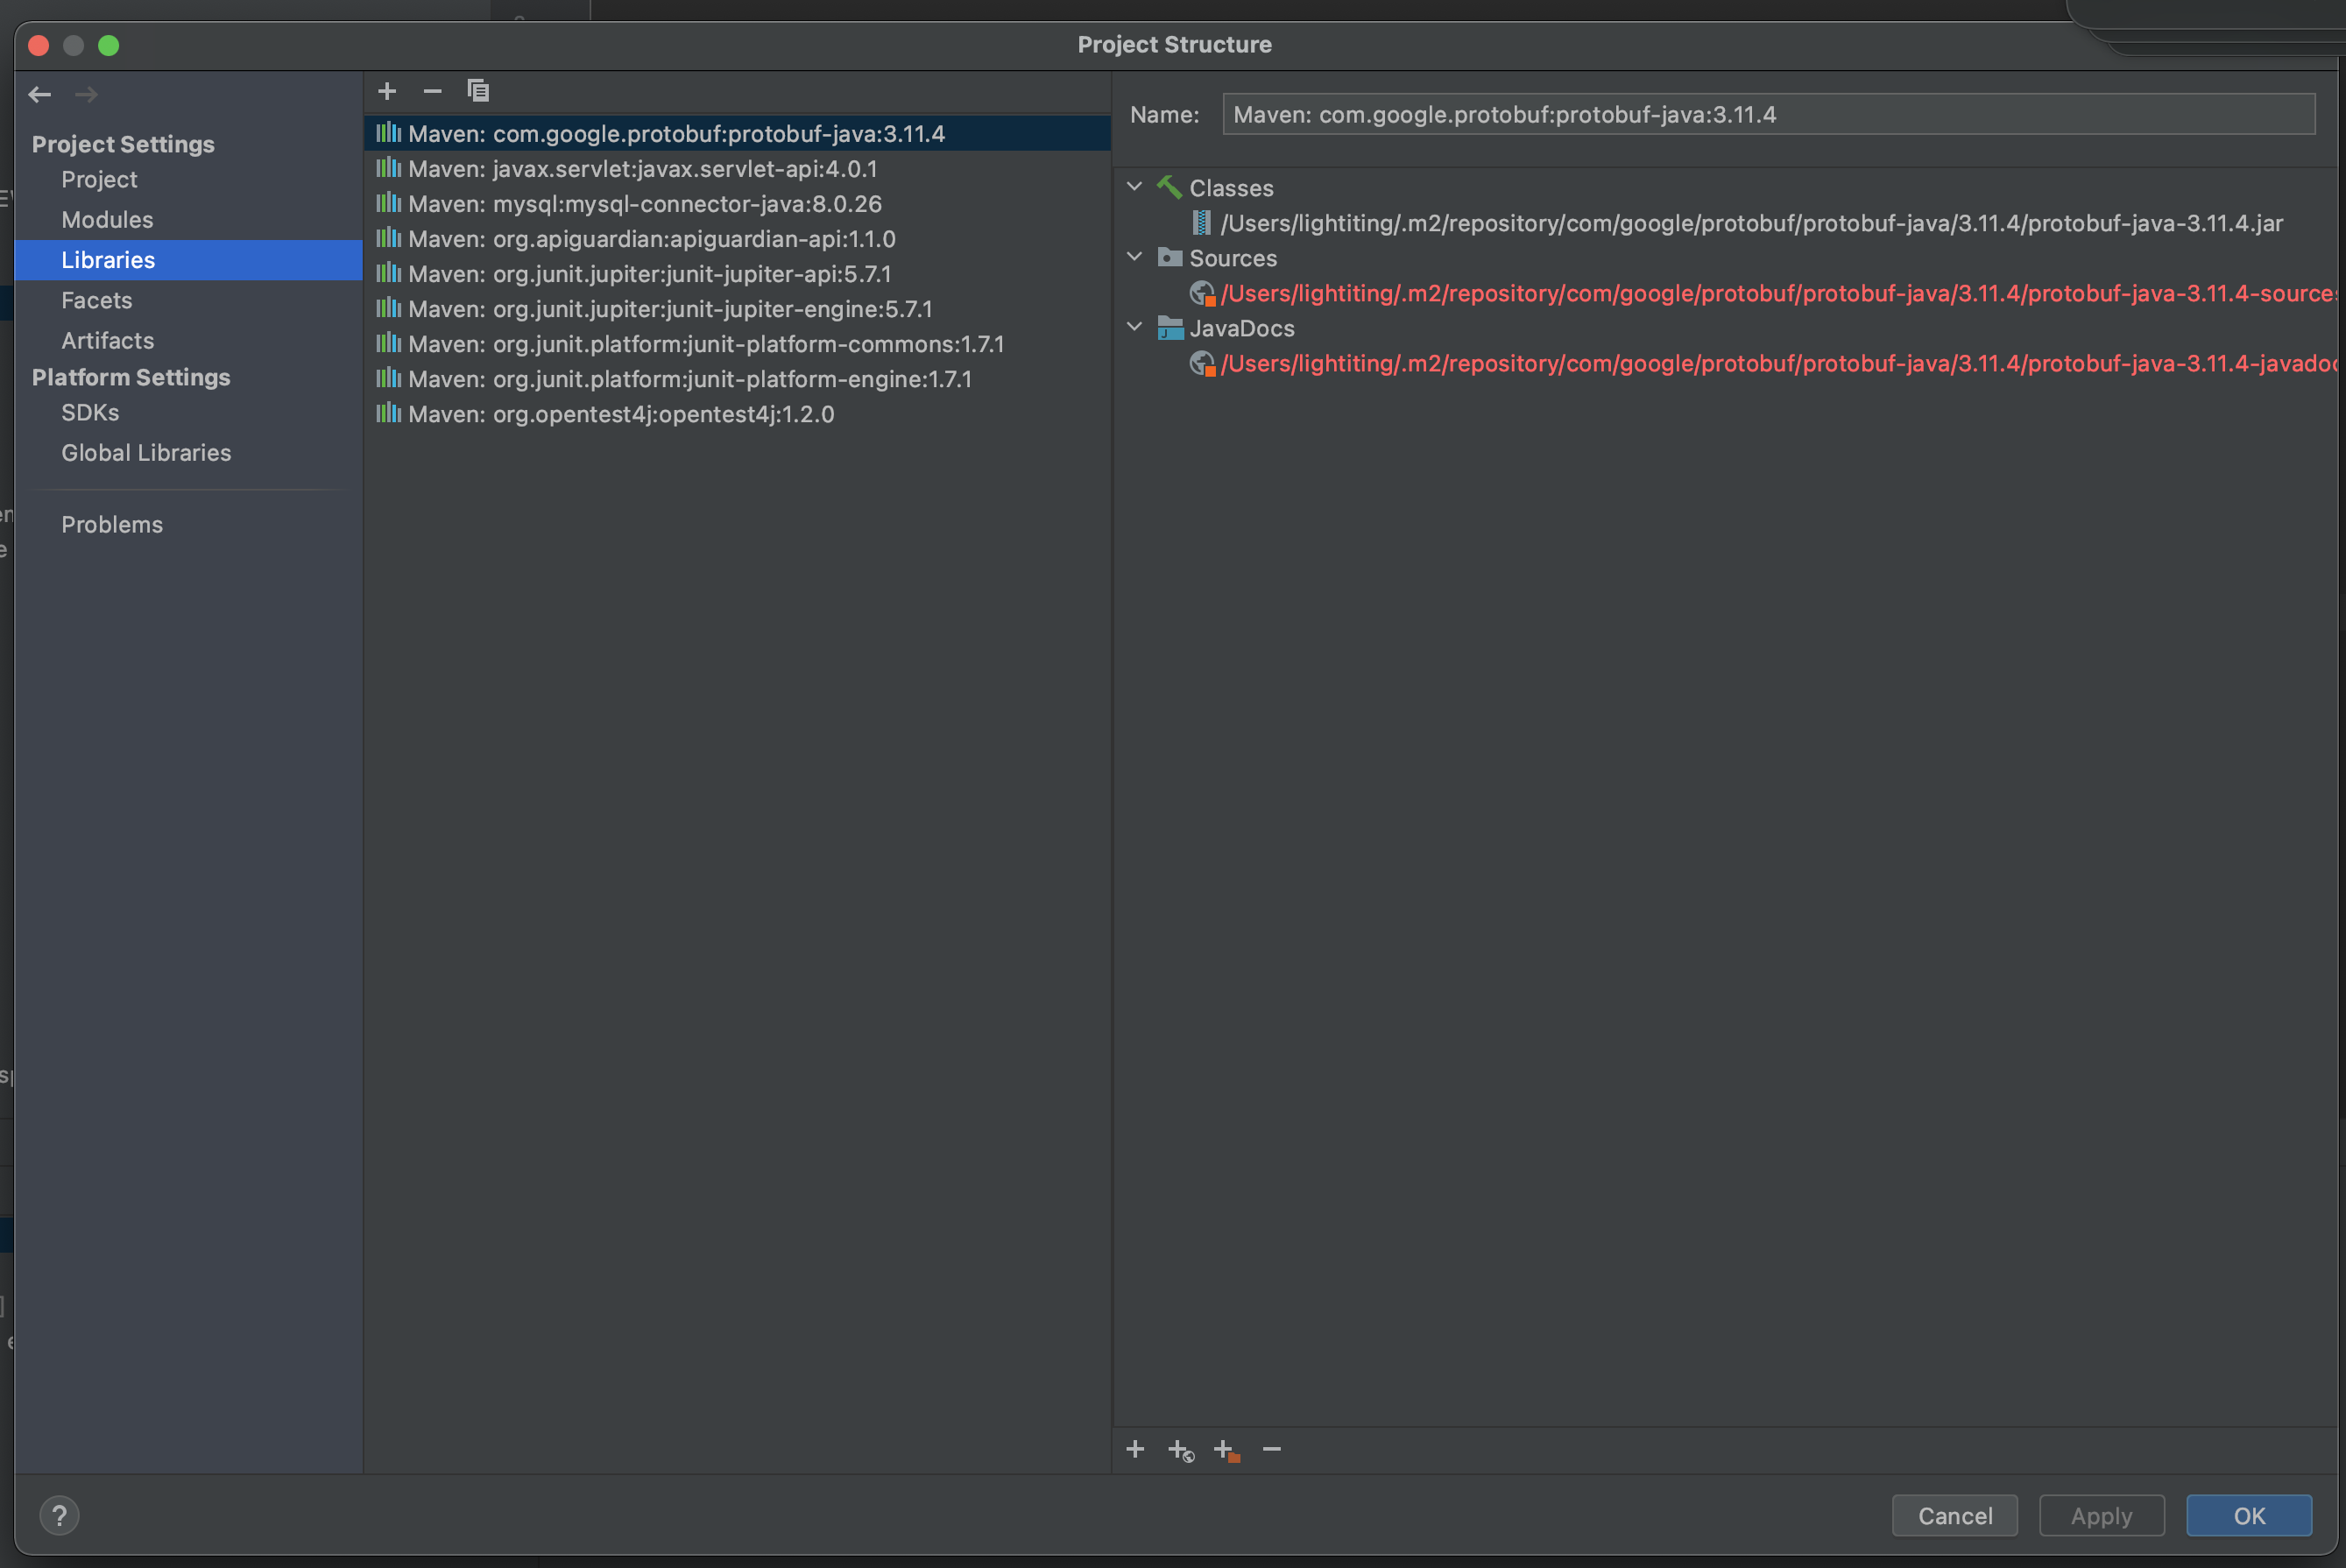 Project Structure
Project Settings
Project
Modules
Libraries
Facets
Artifacts
Platform Settings
SDKs
Global Libraries
Problems
Maven: com.google.protobuf:protobuf-java:3.11.4
Maven: javax.servlet:javax.servlet-api:4.0.1
Maven: mysql:mysql-connector-java:8.0.26
Maven: org.apiguardian:apiguardian-api:1.1.0
Maven: org.junit.jupiter:junit-jupiter-api:5.7.1
Maven: org.junit.jupiter:junit-jupiter-engine:5.7.1
Maven: org.junit.platform:junit-platform-commons:1.7.1
Maven: org.junit.platform:junit-platform-engine:1.7.1
Maven: org.opentest4j:opentest4j:1.2.0
Name: Maven: com.google.protobuf:protobuf-java:3.11.4
Classes
/Users/lightiting/.m2/repository/com/google/protobuf/protobuf-java/3.11.4/protobuf-java-3.11.4.jar
Sources
/Users/lightiting/.m2/repository/com/google/protobuf/protobuf-java/3.11.4/protobuf-java-3.11.4-sources
JavaDocs
/Users/lightiting/.m2/repository/com/google/protobuf/protobuf-java/3.11.4/protobuf-java-3.11.4-javadoc
?
Cancel
Apply
OK